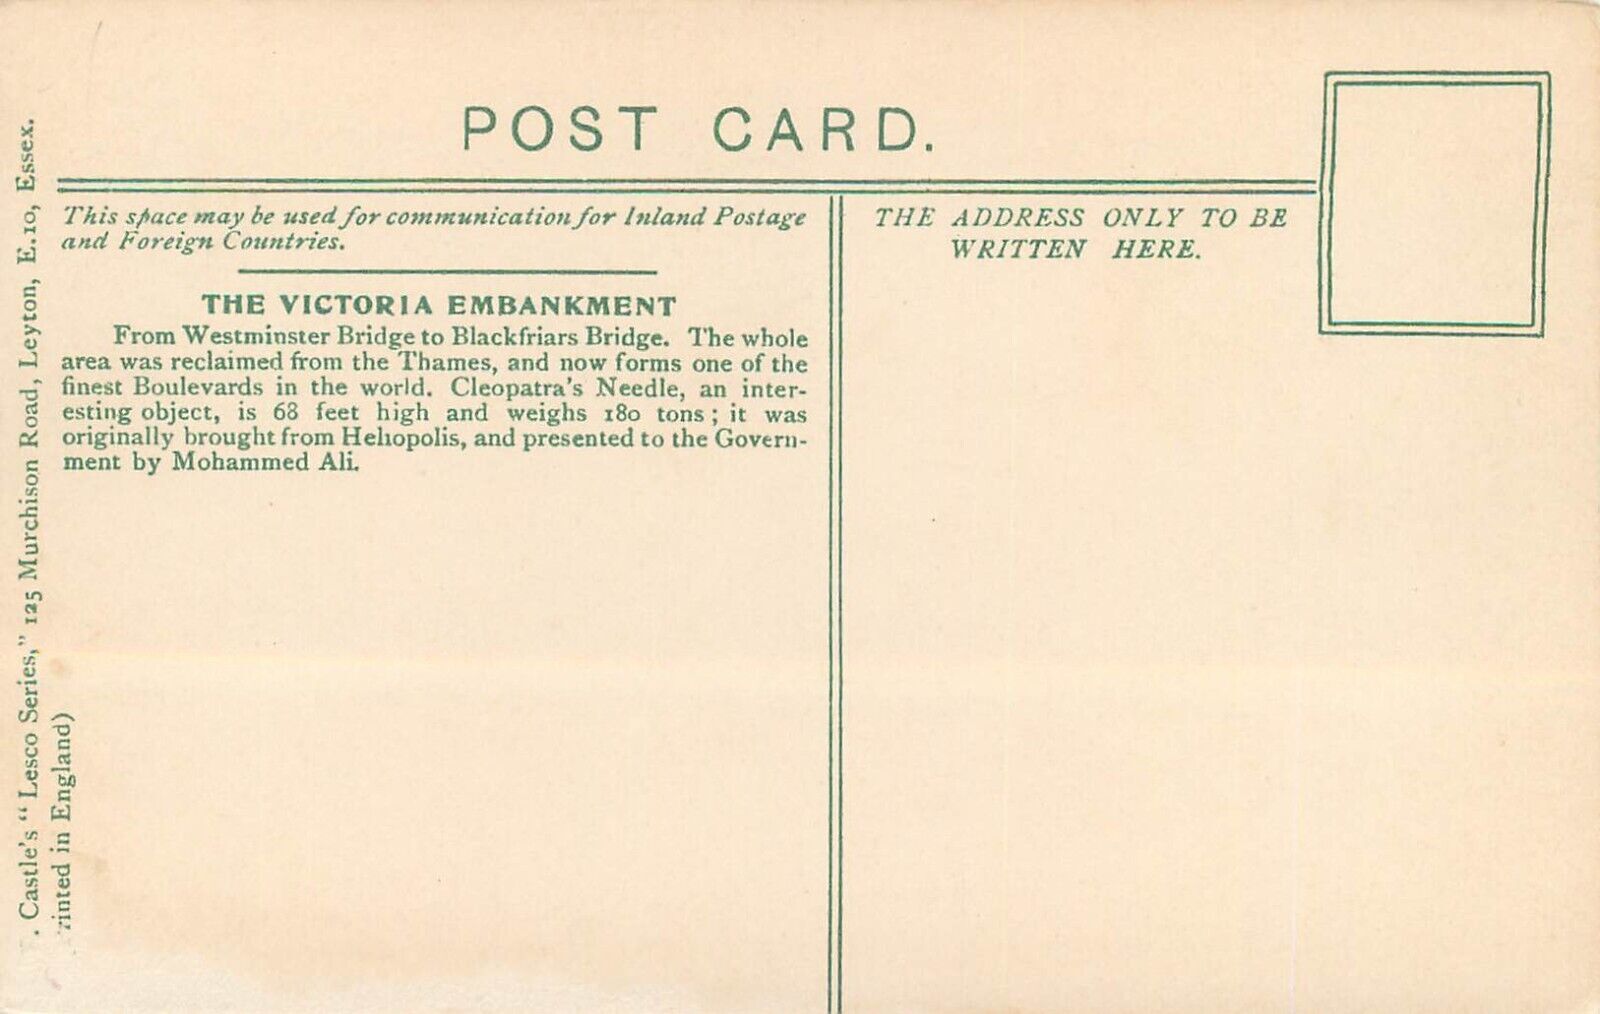 POST CARD.
This space may be used for communication for Inland Postage
and Foreign Countries.
THE ADDRESS ONLY TO BE
WRITTEN HERE.
THE VICTORIA EMBANKMENT
From Westminster Bridge to Blackfriars Bridge. The whole
area was reclaimed from the Thames, and now forms one of the
finest Boulevards in the world. Cleopatra's Needle, an inter-
esting object, is 68 feet high and weighs 180 tons; it was
originally brought from Heliopolis, and presented to the Govern-
ment by Mohammed Ali.
Castle's "Lesco Series," 125 Murchison Road, Leyton, E.10, Essex.
rinted in England)